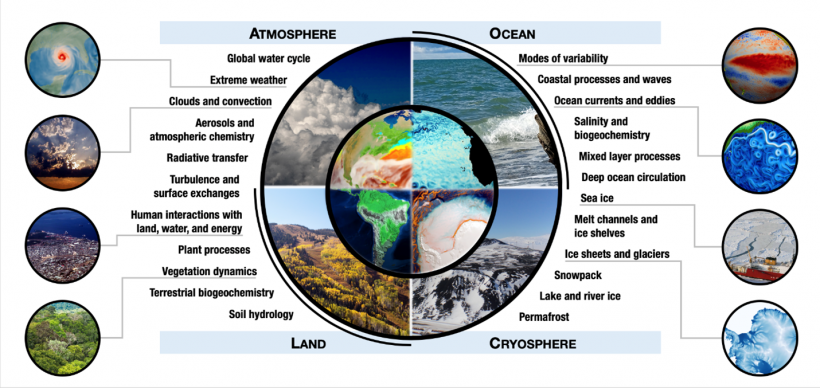 ATMOSPHERE
Global water cycle
Extreme weather
Clouds and convection
Aerosols and
atmospheric chemistry
Radiative transfer
Turbulence and
surface exchanges
Human interactions with
land, water, and energy
Plant processes
Vegetation dynamics
Terrestrial biogeochemistry
Soil hydrology
LAND
OCEAN
Modes of variability
Coastal processes and waves
Ocean currents and eddies
Salinity and
biogeochemistry
Mixed layer processes
Deep ocean circulation
Sea ice
Melt channels and
ice shelves
Ice sheets and glaciers
Snowpack
Lake and river ice
Permafrost
CRYOSPHERE